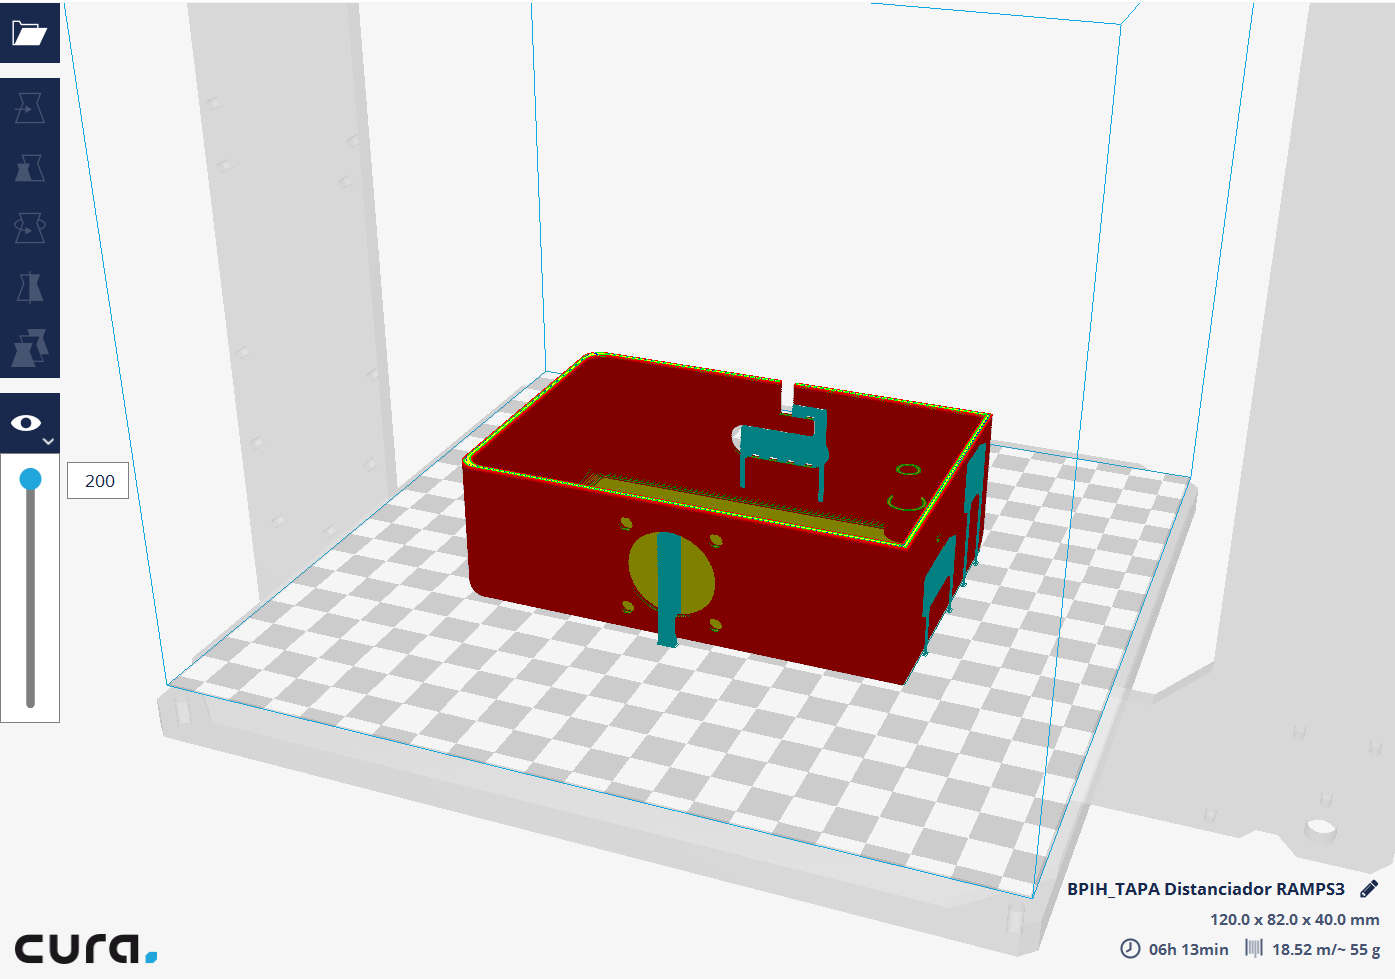 200
BPIH_TAPA Distanciador RAMPS3
120.0 x 82.0 x 40.0 mm
06h 13min 18.52 m/~ 55 g
cura.